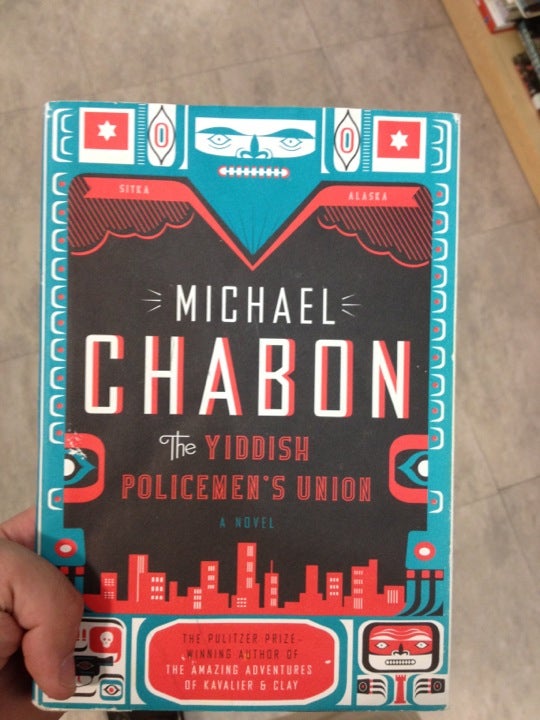 SITKA
ALASKA
MICHAEL
CHABON
The YIDDISH
POLICEMEN'S UNION
A NOVEL
THE PULITZER PRIZE-
WINNING AUTHOR OF
THE AMAZING ADVENTURES
OF KAVALIER & CLAY